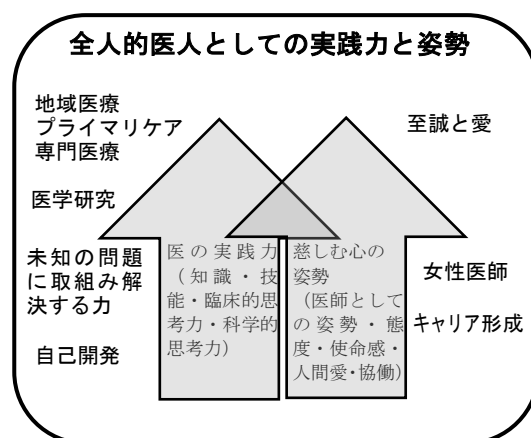 全人的医人としての実践力と姿勢
地域医療
プライマリケア
専門医療
医学研究
未知の問題
に取組み解
決する力
自己開発
医の実践力
（知識・技
能・臨床的思
考力・科学的
思考力）
慈しむ心の
姿勢
（医師として
の姿勢・態
度・使命感・
人間愛・協働）
至誠と愛
女性医師
キャリア形成